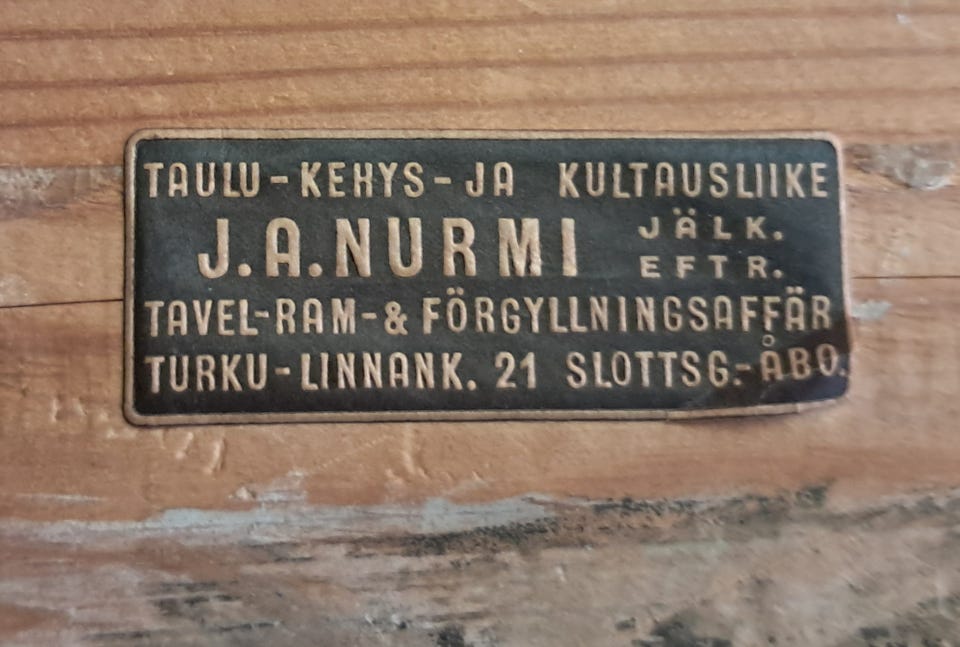 TAULU-KEHYS-JA KULTAUSLIIKE
J.A.NURMI JÄLK.
EFTR.
TAVEL-RAM-& FÖRGYLLNINGSAFFÄR
TURKU-LINNANK. 21 SLOTTSG.-ÅBO.